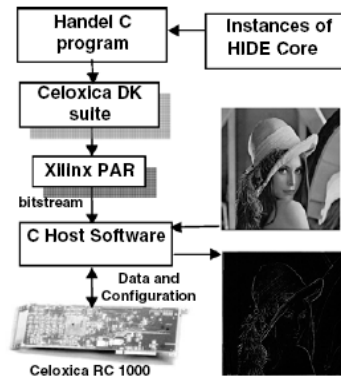 Handel C
program
Instances of
HIDE Core
Celoxica DK
suite
Xilinx PAR
bitstream
C Host Software
Data and
Configuration
Celoxica RC 1000